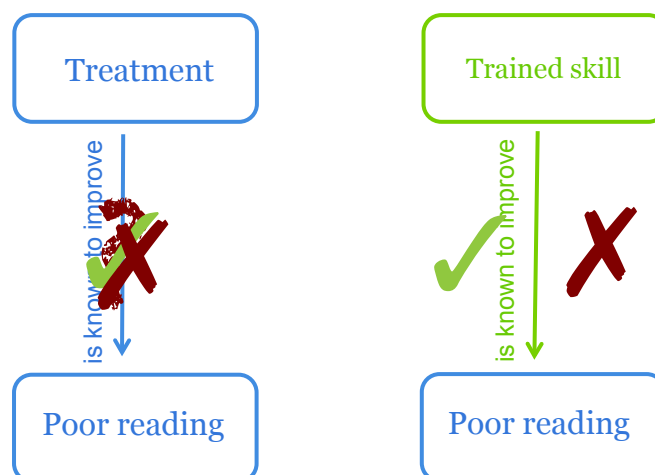 Treatment
Trained skill
is known to improve
is known to improve
Poor reading
Poor reading